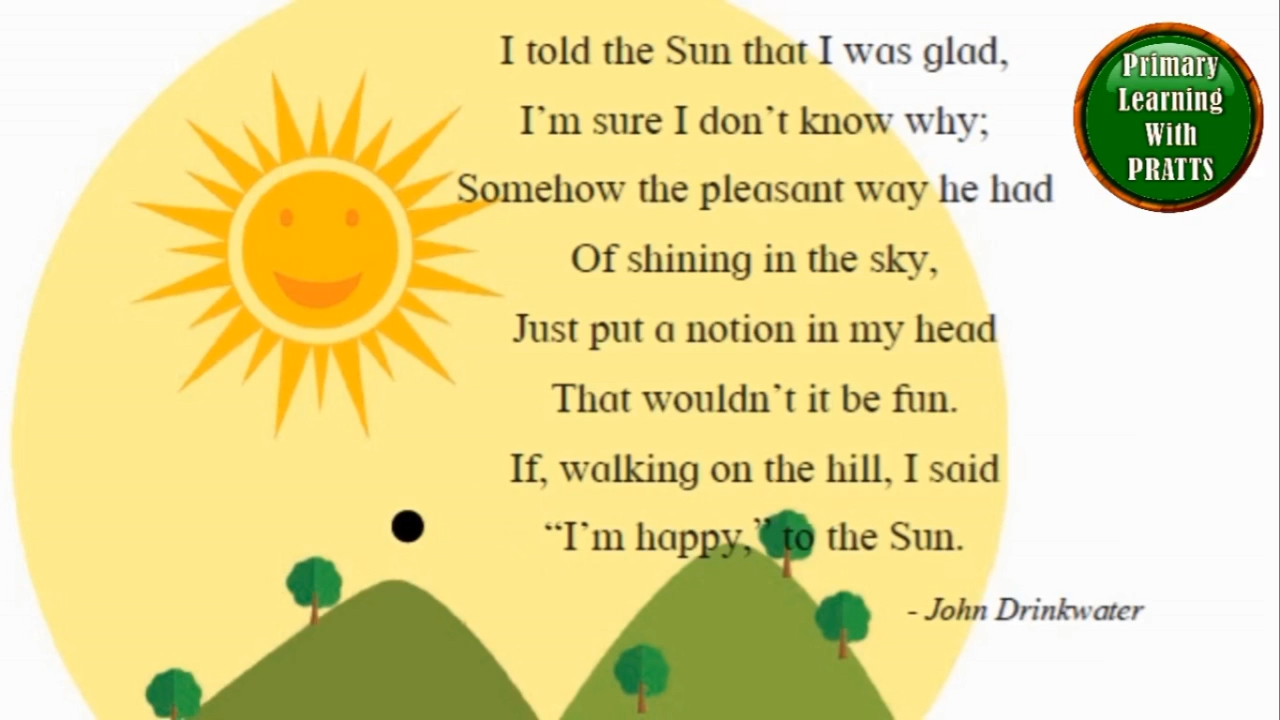 I told the Sun that I was glad,
I'm sure I don't know why;
Somehow the pleasant way he had
Of shining in the sky,
Just put a notion in my head
That wouldn't it be fun.
If, walking on the hill, I said
“I'm happy,” to the Sun.
- John Drinkwater
Primary
Learning
With
PRATTS